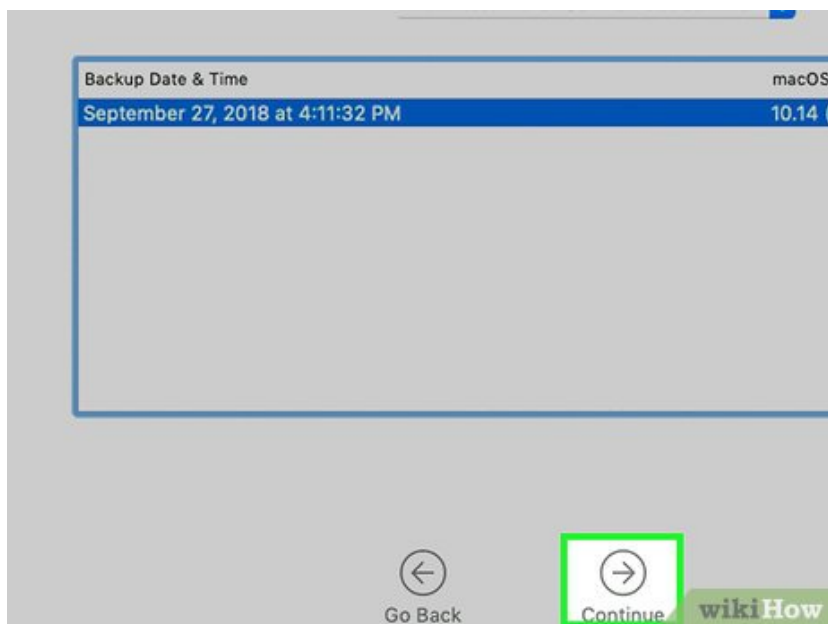 Backup Date & Time macOS
September 27, 2018 at 4:11:32 PM 10.14
Go Back Continue
wikiHow